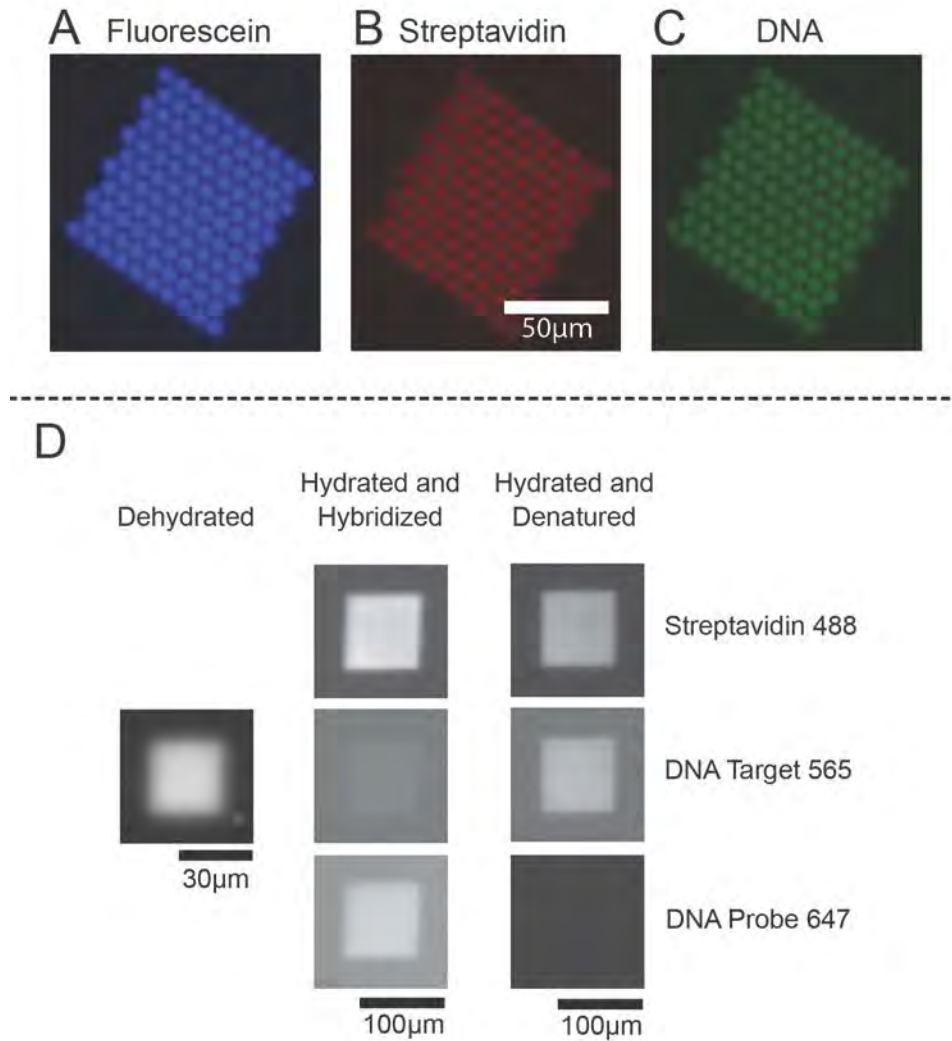 A Fluorescein
B Streptavidin
C DNA
50μm
D
Dehydrated
Hydrated and
Hybridized
Hydrated and
Denatured
Streptavidin 488
DNA Target 565
DNA Probe 647
30μm
100μm
100μm